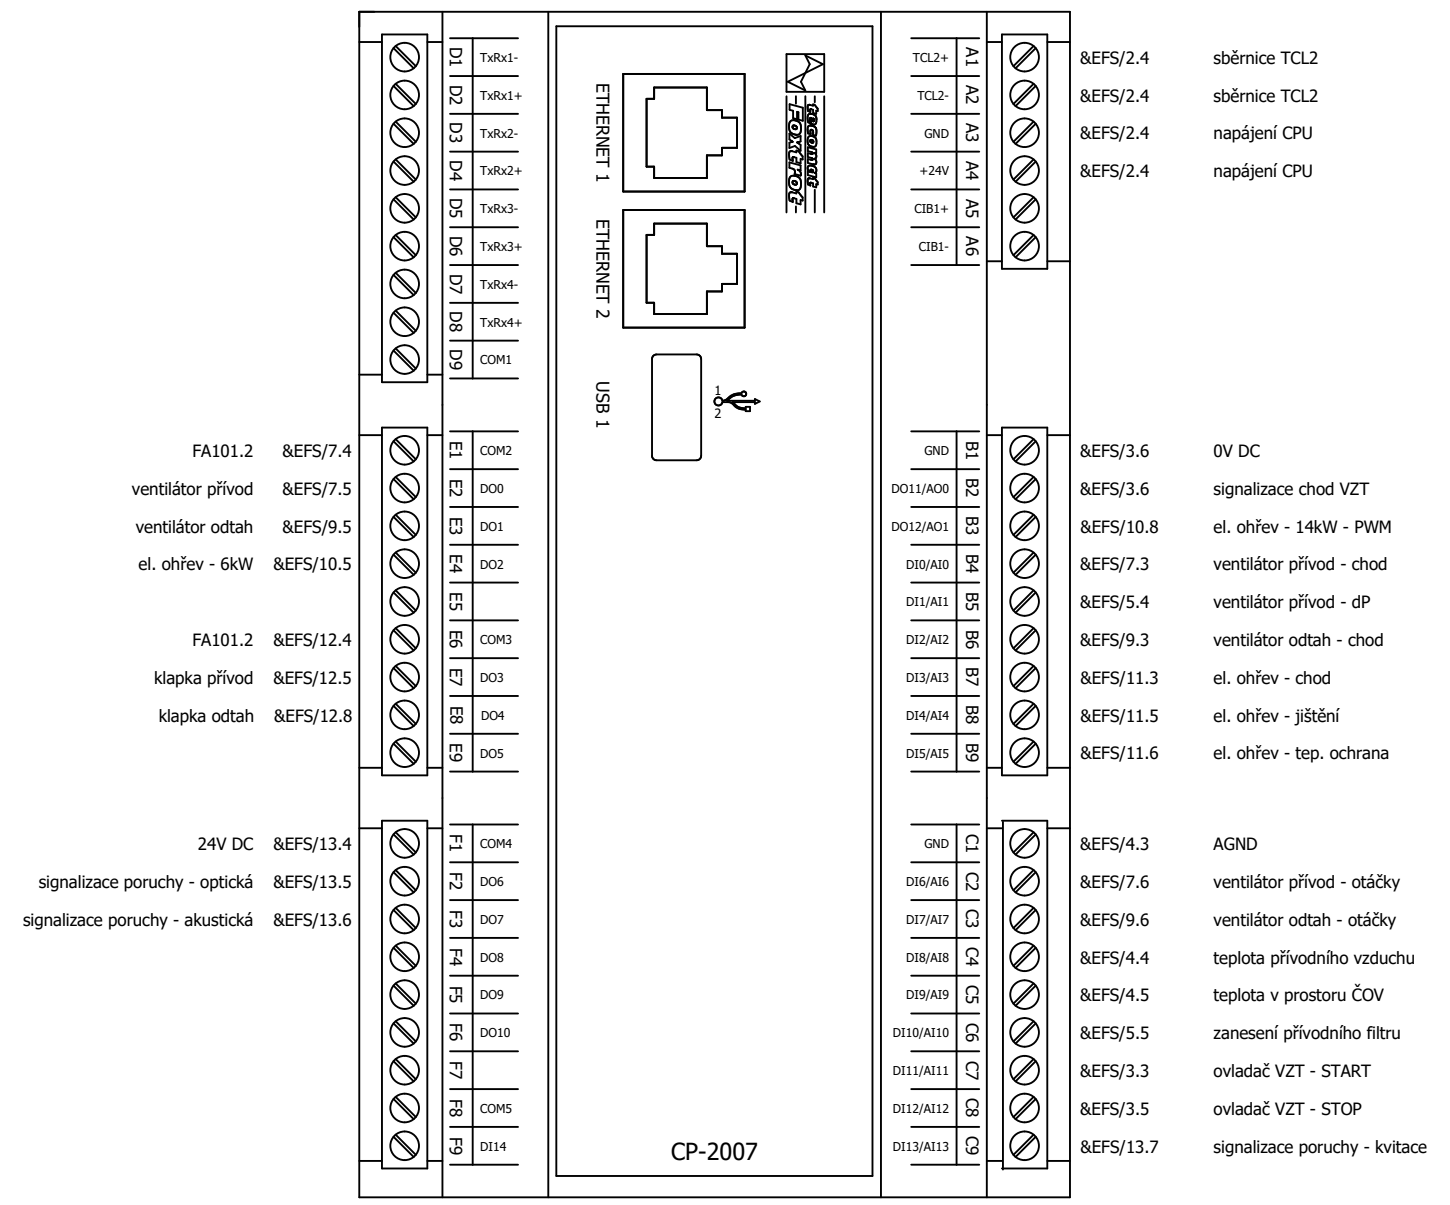 D1 TxRx1-
D2 TxRx1+
D3 TxRx2-
D4 TxRx2+
D5 TxRx3-
D6 TxRx3+
D7 TxRx4-
D8 TxRx4+
D9 COM1
FA101.2 &EFS/7.4 E1 COM2
ventilátor přívod &EFS/7.5 E2 DO0
ventilátor odtah &EFS/9.5 E3 DO1
el. ohřev - 6kW &EFS/10.5 E4 DO2
E5
FA101.2 &EFS/12.4 E6 COM3
klapka přívod &EFS/12.5 E7 DO3
klapka odtah &EFS/12.8 E8 DO4
E9 DO5
24V DC &EFS/13.4 F1 COM4
signalizace poruchy - optická &EFS/13.5 F2 DO6
signalizace poruchy - akustická &EFS/13.6 F3 DO7
F4 DO8
F5 DO9
F6 DO10
F7
F8 COM5
F9 DI14
ETHERNET 1
ETHERNET 2
USB 1
1
2
tecomat
FOXTROT
CP-2007
TCL2+ A1 &EFS/2.4 sběrnice TCL2
TCL2- A2 &EFS/2.4 sběrnice TCL2
GND A3 &EFS/2.4 napájení CPU
+24V A4 &EFS/2.4 napájení CPU
CIB1+ A5
CIB1- A6
GND B1 &EFS/3.6 0V DC
DO11/AO0 B2 &EFS/3.6 signalizace chod VZT
DO12/AO1 B3 &EFS/10.8 el. ohřev - 14kW - PWM
DI0/AI0 B4 &EFS/7.3 ventilátor přívod - chod
DI1/AI1 B5 &EFS/5.4 ventilátor přívod - dP
DI2/AI2 B6 &EFS/9.3 ventilátor odtah - chod
DI3/AI3 B7 &EFS/11.3 el. ohřev - chod
DI4/AI4 B8 &EFS/11.5 el. ohřev - jištění
DI5/AI5 B9 &EFS/11.6 el. ohřev - tep. ochrana
GND C1 &EFS/4.3 AGND
DI6/AI6 C2 &EFS/7.6 ventilátor přívod - otáčky
DI7/AI7 C3 &EFS/9.6 ventilátor odtah - otáčky
DI8/AI8 C4 &EFS/4.4 teplota přívodního vzduchu
DI9/AI9 C5 &EFS/4.5 teplota v prostoru ČOV
DI10/AI10 C6 &EFS/5.5 zanesení přívodního filtru
DI11/AI11 C7 &EFS/3.3 ovladač VZT - START
DI12/AI12 C8 &EFS/3.5 ovladač VZT - STOP
DI13/AI13 C9 &EFS/13.7 signalizace poruchy - kvitace